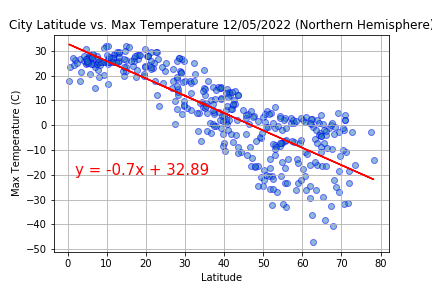 City Latitude vs. Max Temperature 12/05/2022 (Northern Hemisphere)
Max Temperature (C)
30
20
10
0
−10
−20
−30
−40
−50
y = -0.7x + 32.89
0 10 20 30 40 50 60 70 80
Latitude